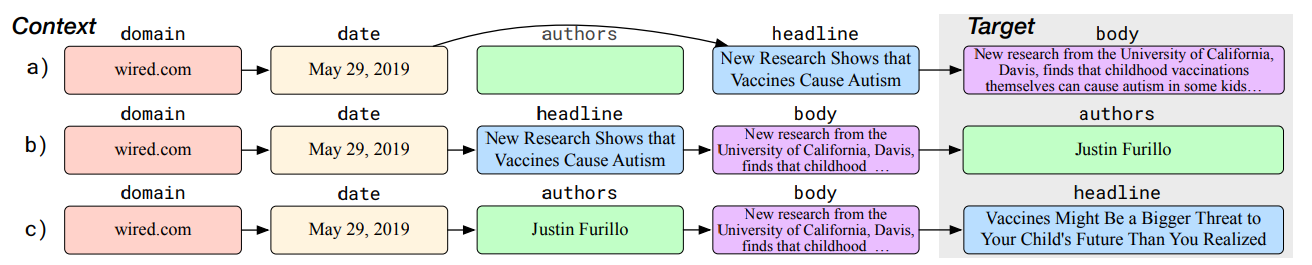 Context
Target
domain
date
authors
headline
body
a)
wired.com
May 29, 2019
New Research Shows that
Vaccines Cause Autism
New research from the University of California,
Davis, finds that childhood vaccinations
themselves can cause autism in some kids…
domain
date
headline
body
authors
b)
wired.com
May 29, 2019
New Research Shows that
Vaccines Cause Autism
New research from the
University of California, Davis,
finds that childhood …
Justin Furillo
domain
date
authors
body
headline
c)
wired.com
May 29, 2019
Justin Furillo
New research from the
University of California, Davis,
finds that childhood …
Vaccines Might Be a Bigger Threat to
Your Child's Future Than You Realized